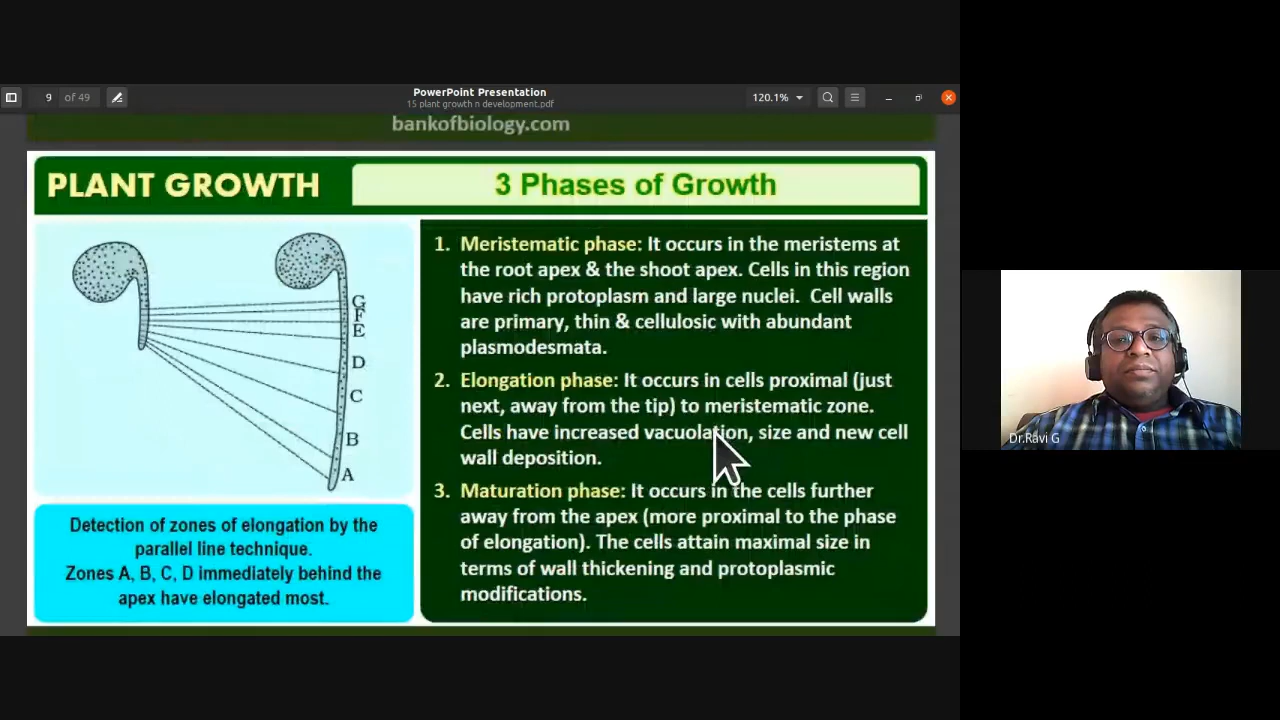 9 of 49
PowerPoint Presentation
15 plant growth n development.pdf
120.1%
bankofbiology.com
PLANT GROWTH
3 Phases of Growth
G
F
E
D
C
B
A
Detection of zones of elongation by the
parallel line technique.
Zones A, B, C, D immediately behind the
apex have elongated most.
1. Meristematic phase: It occurs in the meristems at
the root apex & the shoot apex. Cells in this region
have rich protoplasm and large nuclei. Cell walls
are primary, thin & cellulosic with abundant
plasmodesmata.
2. Elongation phase: It occurs in cells proximal (just
next, away from the tip) to meristematic zone.
Cells have increased vacuolation, size and new cell
wall deposition.
3. Maturation phase: It occurs in the cells further
away from the apex (more proximal to the phase
of elongation). The cells attain maximal size in
terms of wall thickening and protoplasmic
modifications.
Dr.Ravi G